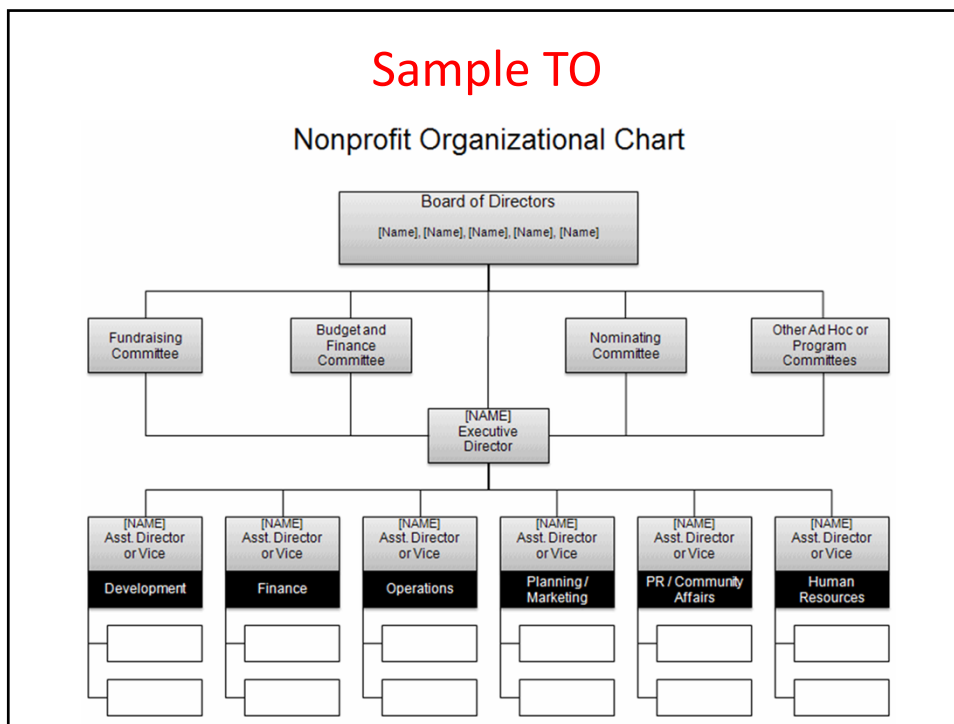 Sample TO
Nonprofit Organizational Chart
Board of Directors
[Name], [Name], [Name], [Name], [Name]
Fundraising
Committee
Budget and
Finance
Committee
Nominating
Committee
Other Ad Hoc or
Program
Committees
[NAME]
Executive
Director
[NAME]
Asst. Director
or Vice
Development
[NAME]
Asst. Director
or Vice
Finance
[NAME]
Asst. Director
or Vice
Operations
[NAME]
Asst. Director
or Vice
Planning /
Marketing
[NAME]
Asst. Director
or Vice
PR / Community
Affairs
[NAME]
Asst. Director
or Vice
Human
Resources